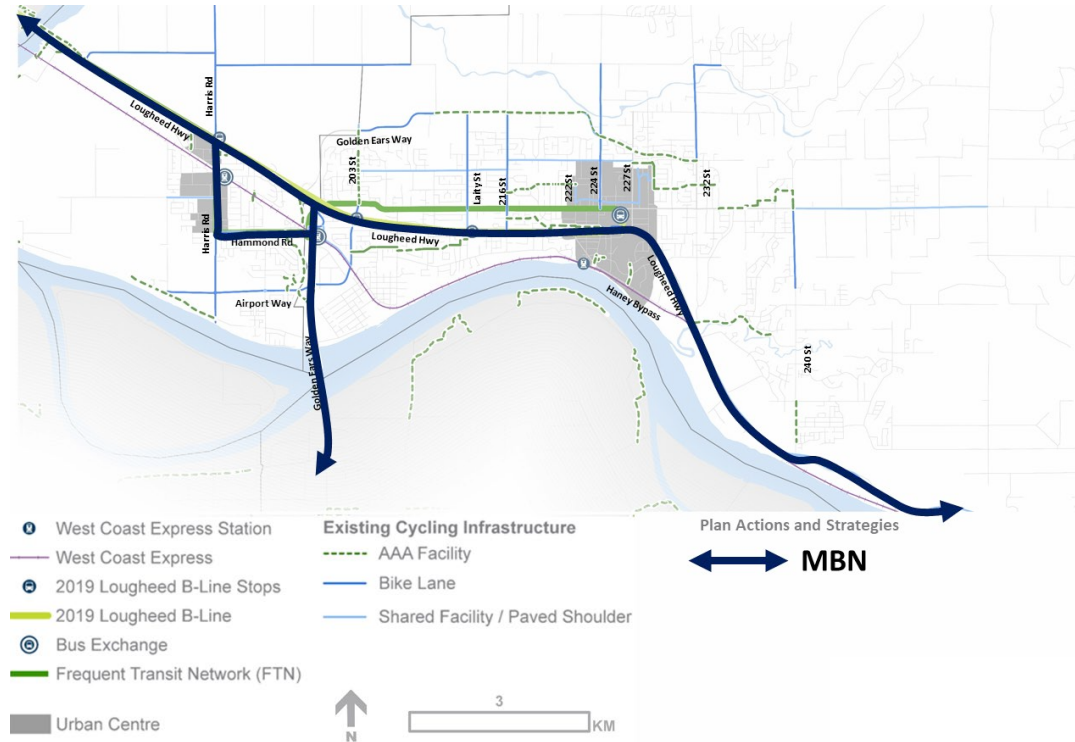 Harris Rd
Lougheed Hwy
Golden Ears Way
203 St
Laity St
216 St
222 St
224 St
227 St
232 St
Harris Rd
Hammond Rd
Lougheed Hwy
Lougheed Hwy
Airport Way
Haney Bypass
Golden Ears Way
240 St
West Coast Express Station
West Coast Express
2019 Lougheed B-Line Stops
2019 Lougheed B-Line
Bus Exchange
Frequent Transit Network (FTN)
Urban Centre
Existing Cycling Infrastructure
AAA Facility
Bike Lane
Shared Facility / Paved Shoulder
Plan Actions and Strategies
MBN
N
3
KM